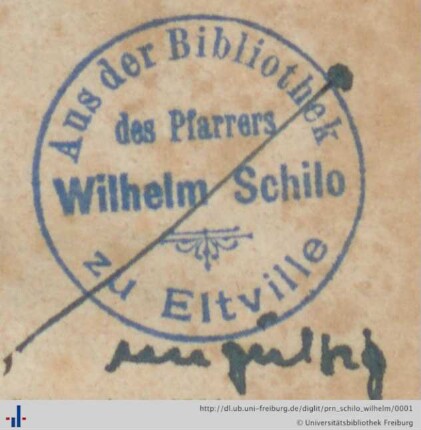 Aus der Bibliothek
des Pfarrers
Wilhelm Schilo
zu Eltville
ungültig
http://dl.ub.uni-freiburg.de/diglit/prn_schilo_wilhelm/0001
© Universitätsbibliothek Freiburg